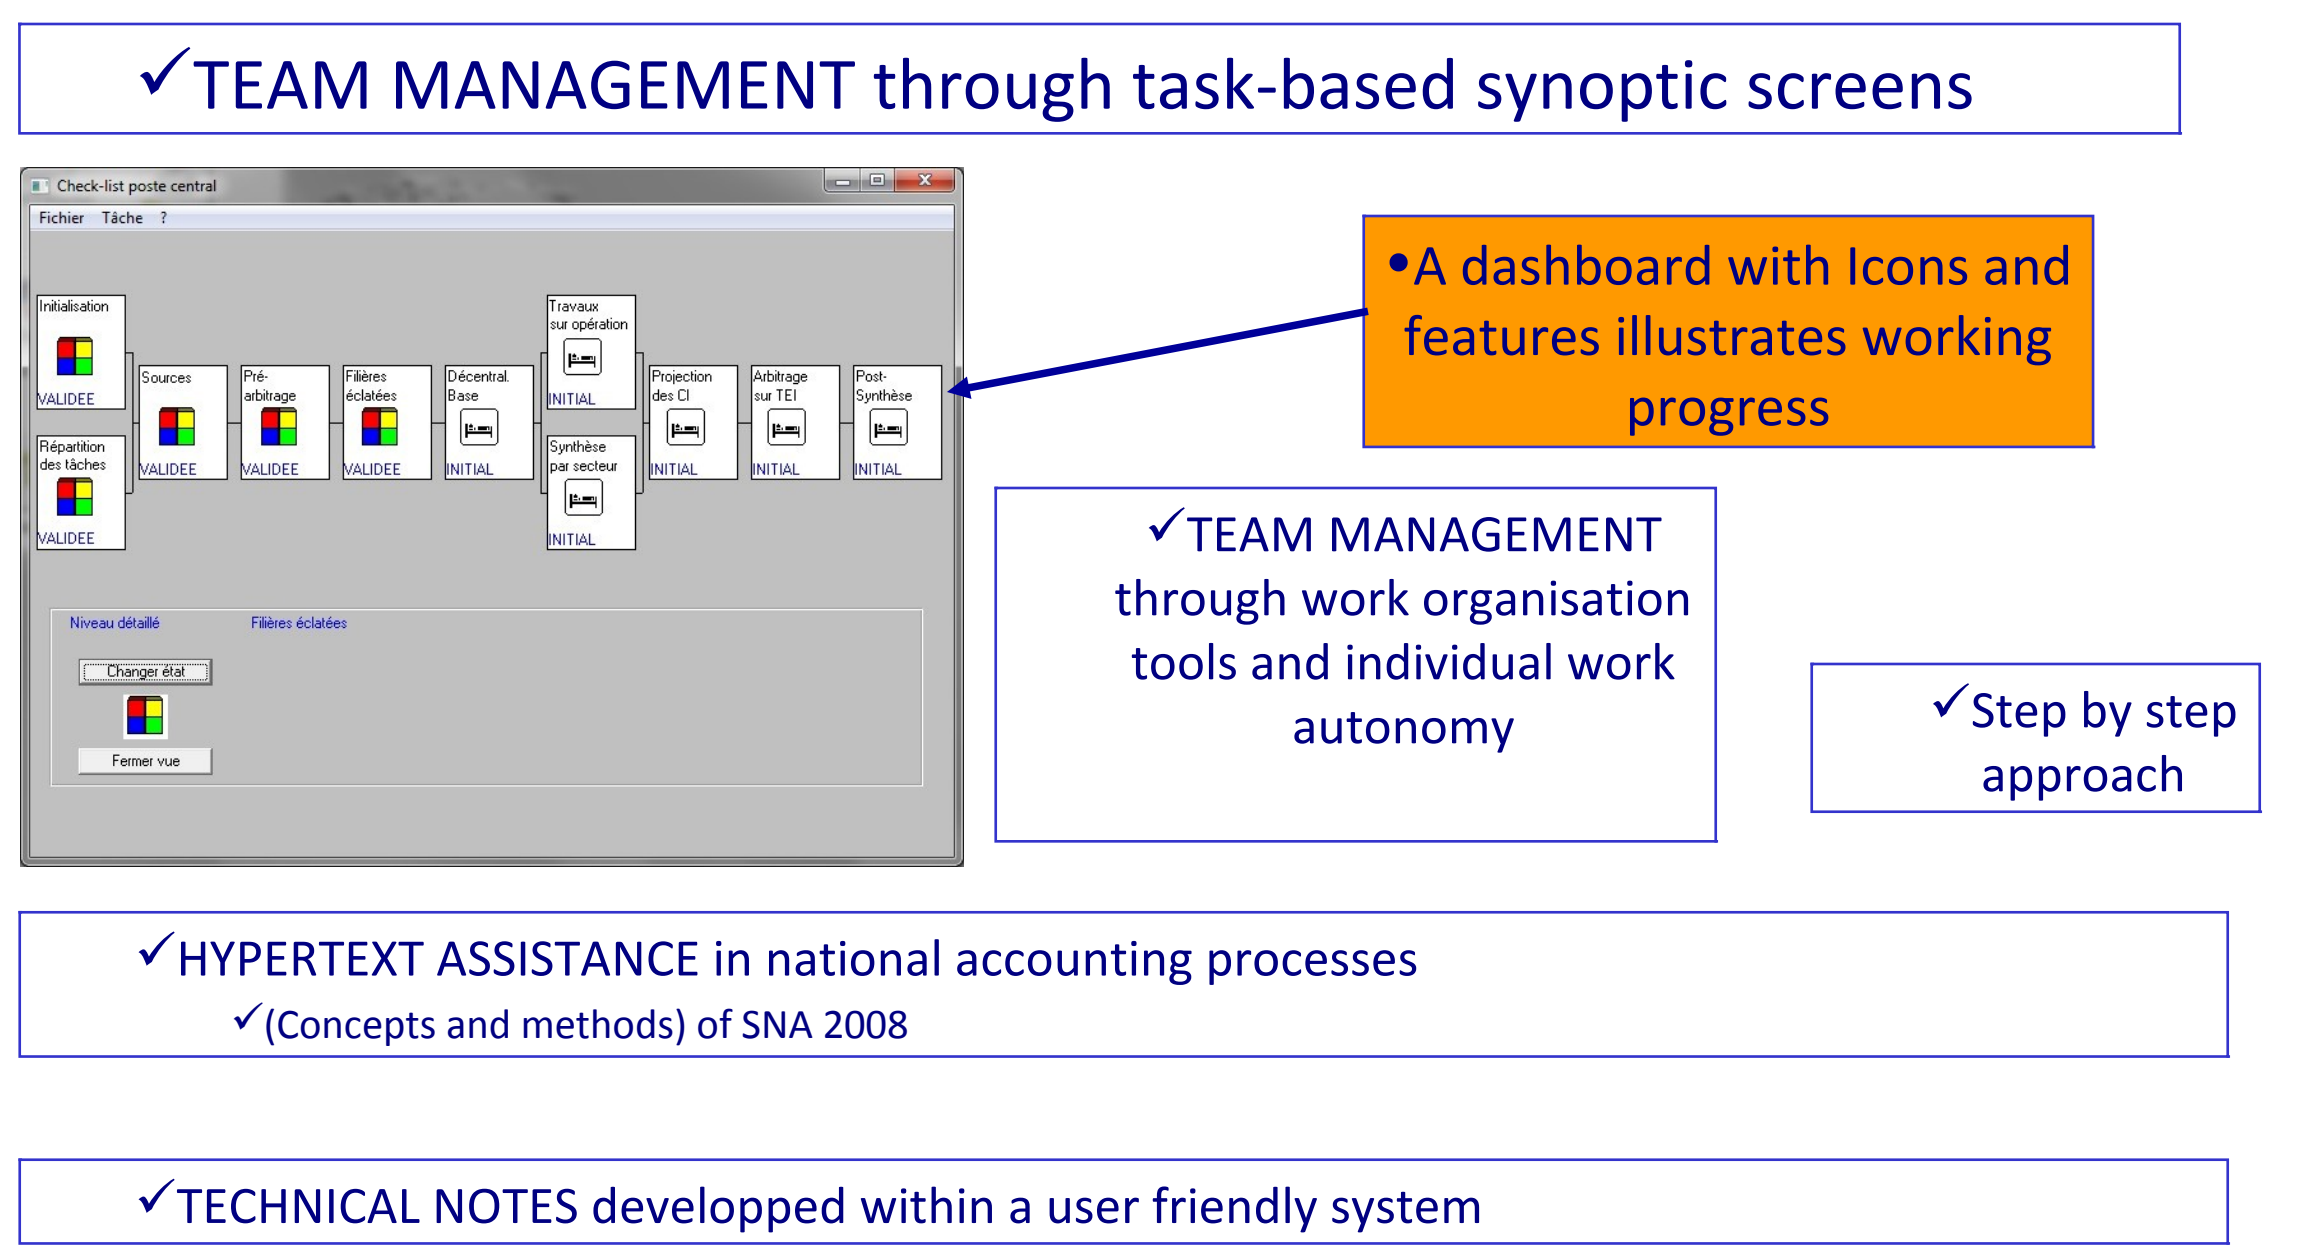 ✓TEAM MANAGEMENT through task-based synoptic screens
Check-list poste central
Fichier Tâche ?
Initialisation
VALIDEE
Répartition
des tâches
VALIDEE
Sources
VALIDEE
Pré-
arbitrage
VALIDEE
Filières
éclatées
VALIDEE
Décentral.
Base
INITIAL
Travaux
sur opération
INITIAL
Synthèse
par secteur
INITIAL
Projection
des CI
INITIAL
Arbitrage
sur TEI
INITIAL
Post-
Synthèse
INITIAL
Niveau détaillé Filières éclatées
Changer état
Fermer vue
•A dashboard with Icons and
features illustrates working
progress
✓TEAM MANAGEMENT
through work organisation
tools and individual work
autonomy
✓Step by step
approach
✓HYPERTEXT ASSISTANCE in national accounting processes
✓(Concepts and methods) of SNA 2008
✓TECHNICAL NOTES developped within a user friendly system